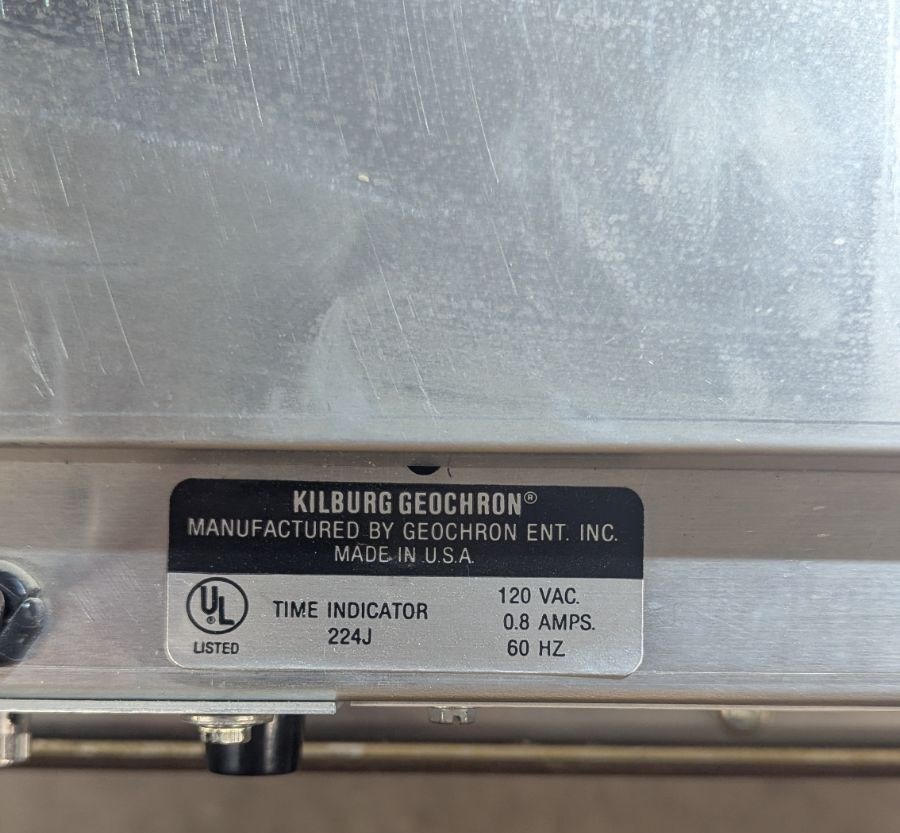 KILBURG GEOCHRON®
MANUFACTURED BY GEOCHRON ENT. INC.
MADE IN U.S.A.
UL®
LISTED
TIME INDICATOR
224J
120 VAC.
0.8 AMPS.
60 HZ